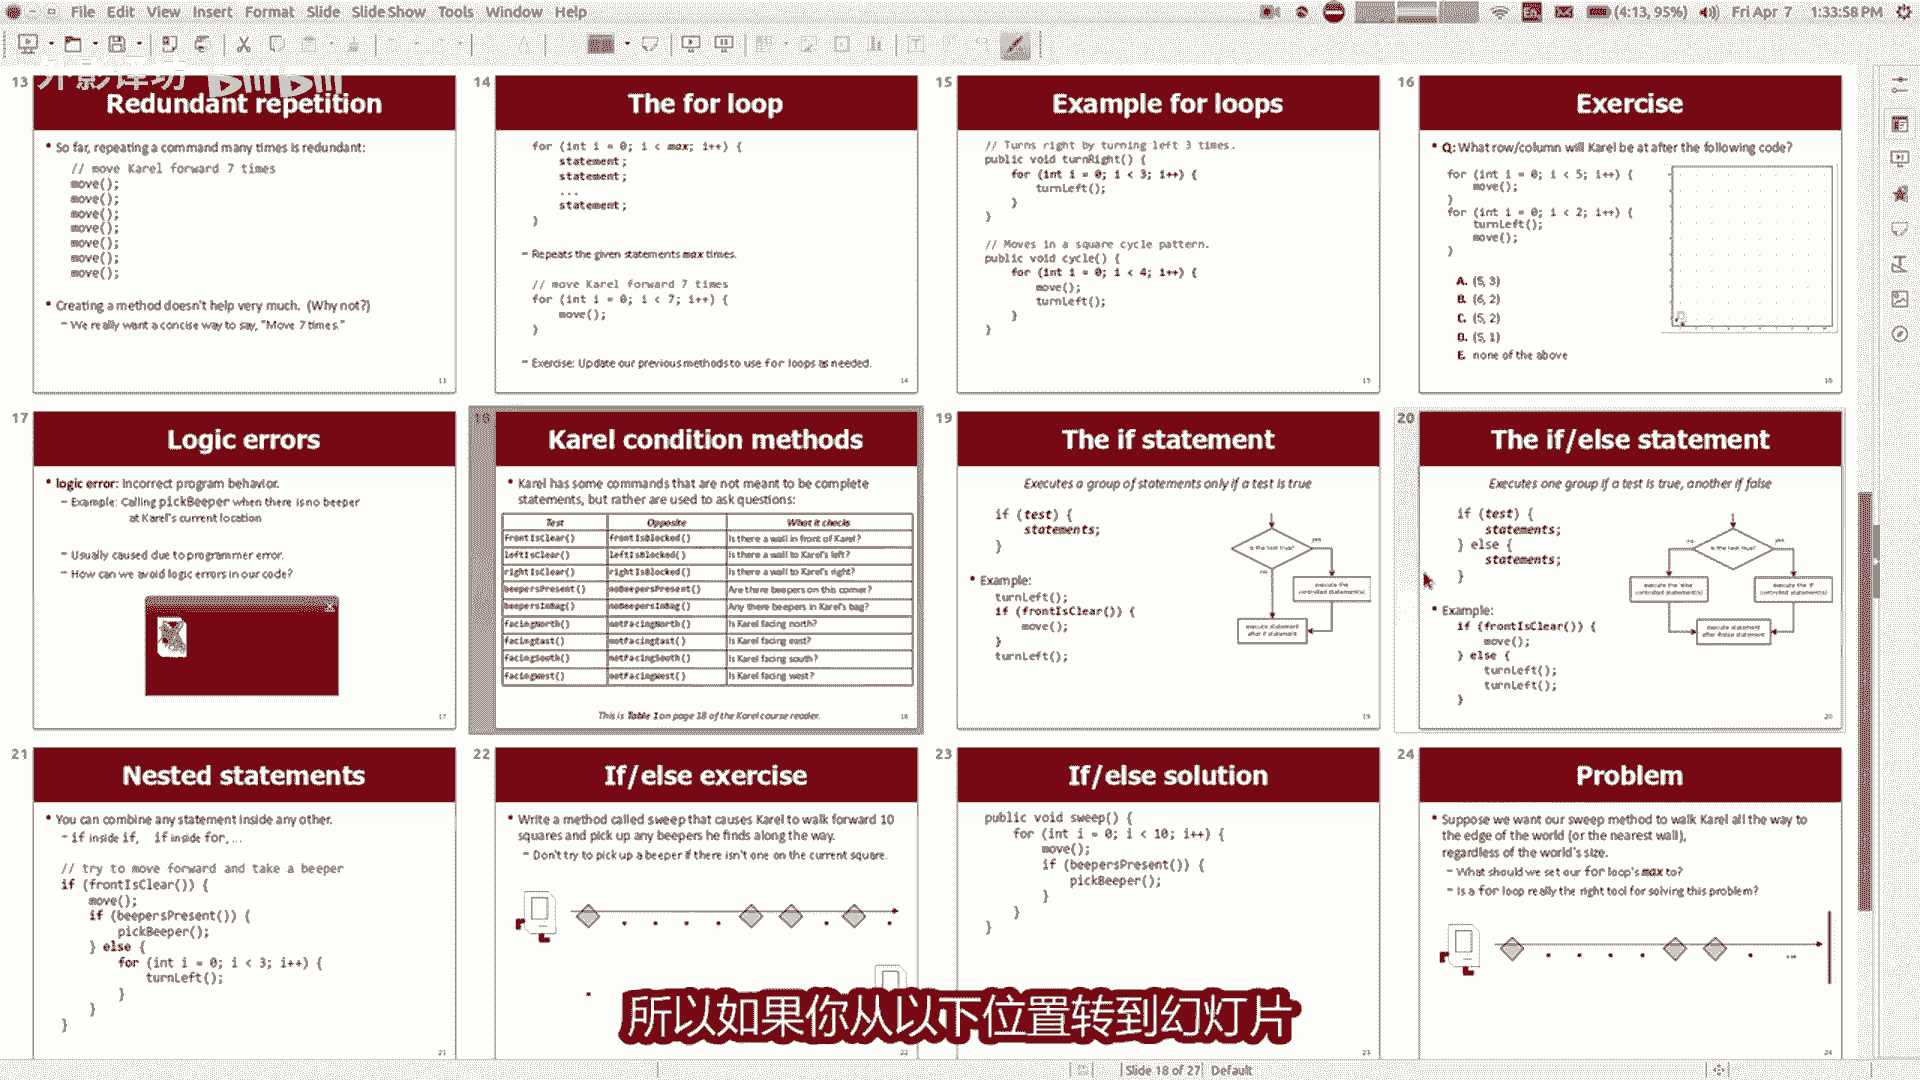 File Edit View Insert Format Slide Slide Show Tools Window Help
(4:13, 95%) Fri Apr 7 1:33:58 PM
外影译坊 BiliBili
13
Redundant repetition
• So far, repeating a command many times is redundant:
// move Karel forward 7 times
move();
move();
move();
move();
move();
move();
move();
• Creating a method doesn't help very much. (Why not?)
– We really want a concise way to say, "Move 7 times."
13
14
The for loop
for (int i = 0; i < max; i++) {
statement;
statement;
...
statement;
}
– Repeats the given statements max times.
// move Karel forward 7 times
for (int i = 0; i < 7; i++) {
move();
}
– Exercise: Update our previous methods to use for loops as needed.
14
15
Example for loops
// Turns right by turning left 3 times.
public void turnRight() {
for (int i = 0; i < 3; i++) {
turnLeft();
}
}
// Moves in a square cycle pattern.
public void cycle() {
for (int i = 0; i < 4; i++) {
move();
turnLeft();
}
}
15
16
Exercise
• Q: What row/column will Karel be at after the following code?
for (int i = 0; i < 5; i++) {
move();
}
for (int i = 0; i < 2; i++) {
turnLeft();
move();
}
A. (5, 3)
B. (6, 2)
C. (5, 2)
D. (5, 1)
E. none of the above
16
17
Logic errors
• logic error: Incorrect program behavior.
– Example: Calling pickBeeper when there is no beeper
at Karel's current location
– Usually caused due to programmer error.
– How can we avoid logic errors in our code?
17
18
Karel condition methods
• Karel has some commands that are not meant to be complete
statements, but rather are used to ask questions:
Test Opposite What it checks
frontIsClear() frontIsBlocked() Is there a wall in front of Karel?
leftIsClear() leftIsBlocked() Is there a wall to Karel's left?
rightIsClear() rightIsBlocked() Is there a wall to Karel's right?
beepersPresent() noBeepersPresent() Are there beepers on this corner?
beepersInBag() noBeepersInBag() Any there beepers in Karel's bag?
facingNorth() notFacingNorth() Is Karel facing north?
facingEast() notFacingEast() Is Karel facing east?
facingSouth() notFacingSouth() Is Karel facing south?
facingWest() notFacingWest() Is Karel facing west?
This is Table 1 on page 18 of the Karel course reader.
18
19
The if statement
Executes a group of statements only if a test is true
if (test) {
statements;
}
• Example:
turnLeft();
if (frontIsClear()) {
move();
}
turnLeft();
Is the test true?
yes
no
execute the
controlled statement(s)
execute statement
after if statement
19
20
The if/else statement
Executes one group if a test is true, another if false
if (test) {
statements;
} else {
statements;
}
• Example:
if (frontIsClear()) {
move();
} else {
turnLeft();
turnLeft();
}
no
Is the test true?
yes
execute the 'else'
controlled statement(s)
execute the 'if'
controlled statement(s)
execute statement
after if/else statement
20
21
Nested statements
• You can combine any statement inside any other.
– if inside if, if inside for, ...
// try to move forward and take a beeper
if (frontIsClear()) {
move();
if (beepersPresent()) {
pickBeeper();
} else {
for (int i = 0; i < 3; i++) {
turnLeft();
}
}
}
21
22
If/else exercise
• Write a method called sweep that causes Karel to walk forward 10
squares and pick up any beepers he finds along the way.
– Don't try to pick up a beeper if there isn't one on the current square.
22
23
If/else solution
public void sweep() {
for (int i = 0; i < 10; i++) {
move();
if (beepersPresent()) {
pickBeeper();
}
}
}
23
24
Problem
• Suppose we want our sweep method to walk Karel all the way to
the edge of the world (or the nearest wall),
regardless of the world's size.
– What should we set our for loop's max to?
– Is a for loop really the right tool for solving this problem?
24
所以如果你从以下位置转到幻灯片
Slide 18 of 27 Default